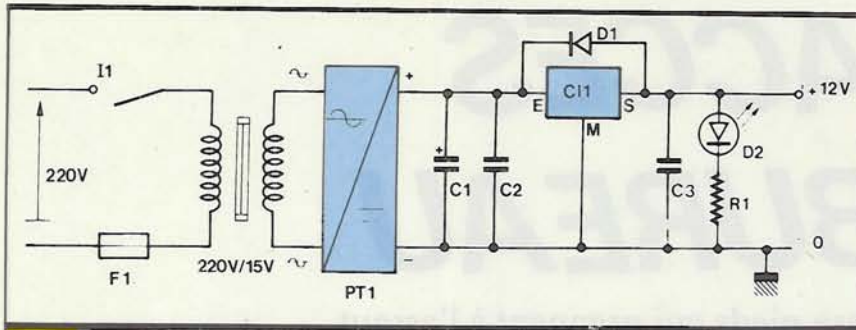 I1
220V
F1
220V/15V
PT1
+
-
C1
+
C2
D1
E
CI1
S
M
C3
D2
R1
+ 12V
0